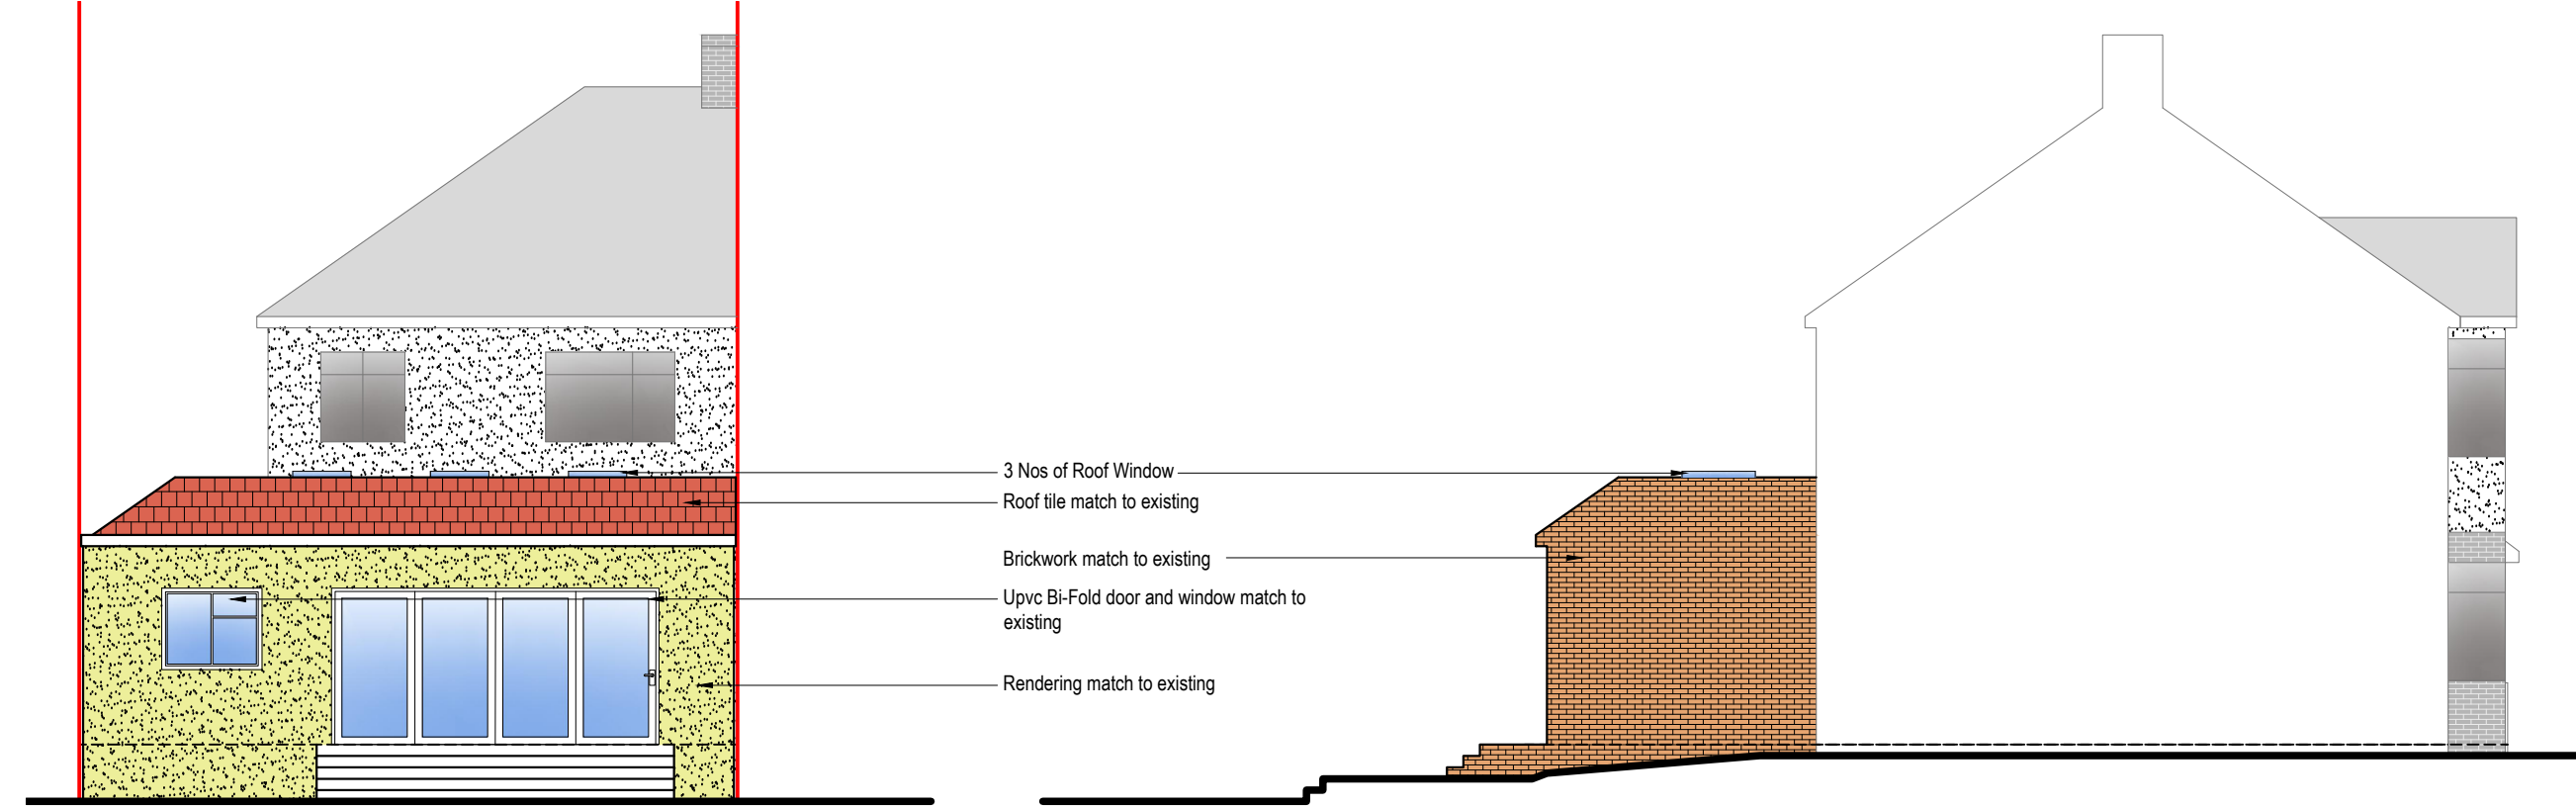 3 Nos of Roof Window
Roof tile match to existing
Brickwork match to existing
Upvc Bi-Fold door and window match to
existing
Rendering match to existing